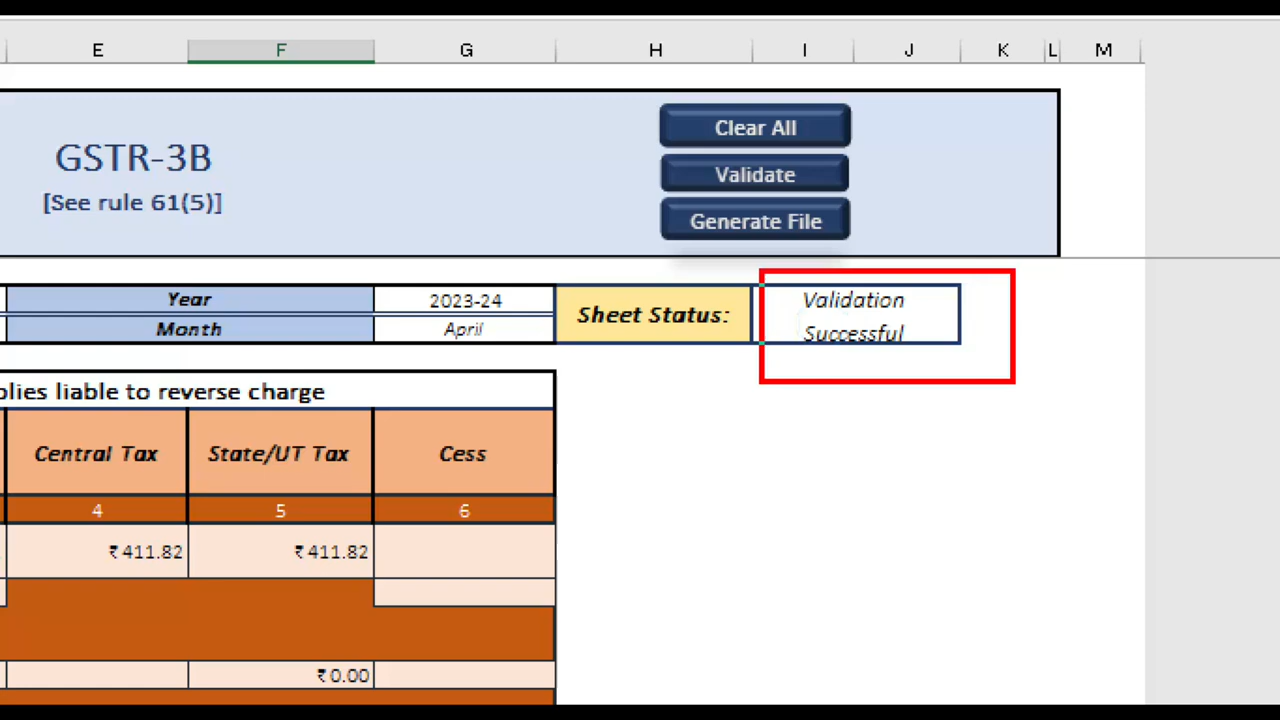 E F G H I J K L M
GSTR-3B
[See rule 61(5)]
Clear All
Validate
Generate File
Year 2023-24
Month April
Sheet Status:
Validation
Successful
plies liable to reverse charge
Central Tax State/UT Tax Cess
4 5 6
₹411.82 ₹411.82
₹0.00